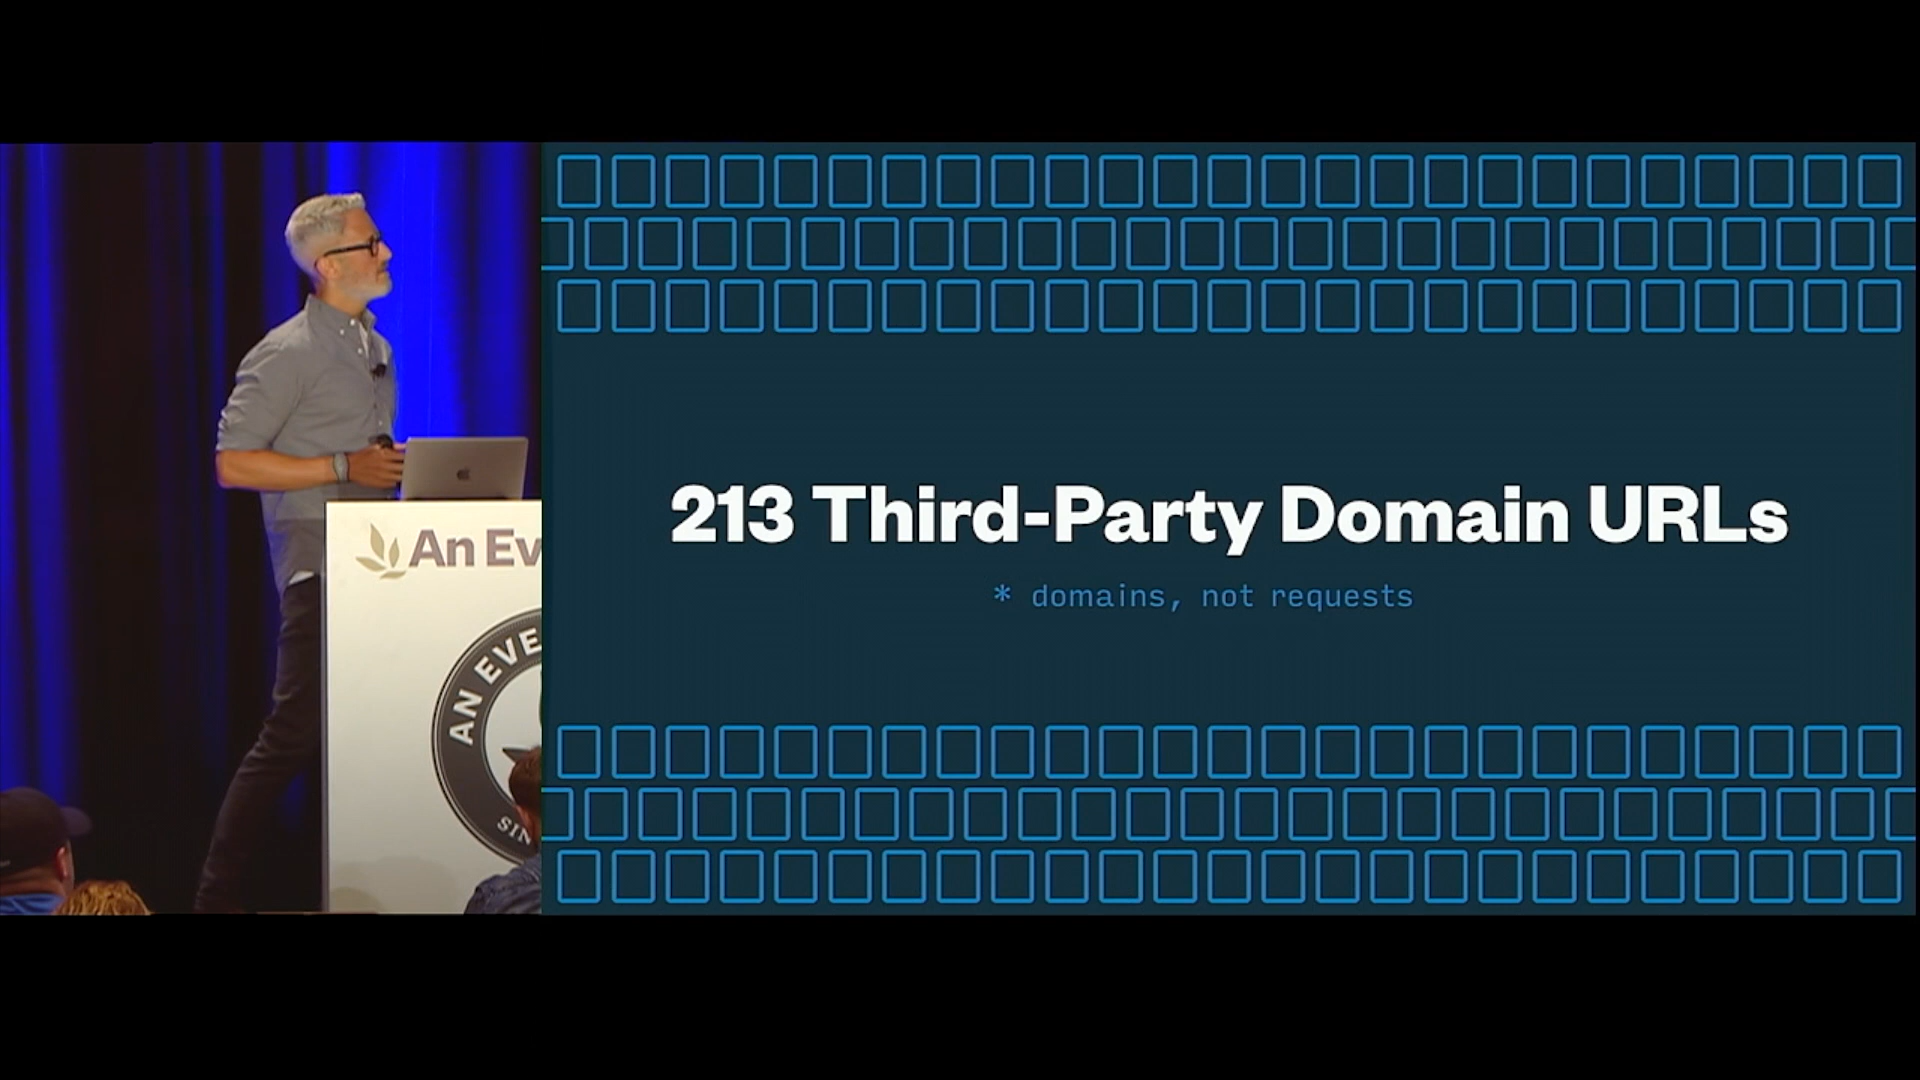 213 Third-Party Domain URLs
* domains, not requests
An Ev
AN EVE
SIN